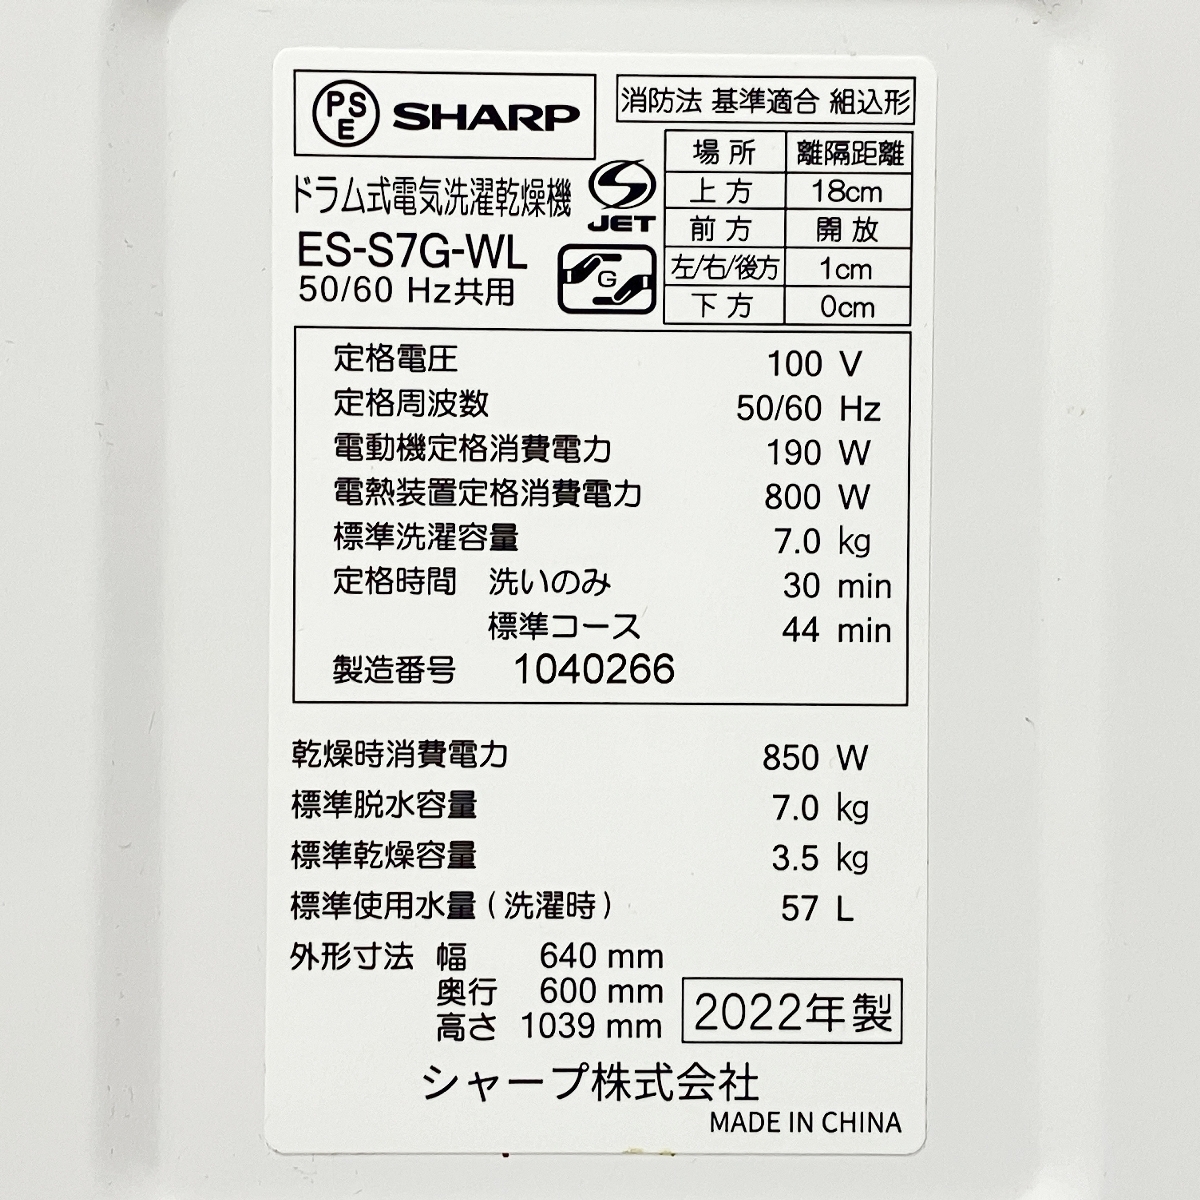 PSE SHARP
ドラム式電気洗濯乾燥機
ES-S7G-WL
50/60 Hz共用
JET
G
消防法 基準適合 組込形
場所 離隔距離
上方 18cm
前方 開放
左/右/後方 1cm
下方 0cm
定格電圧 100 V
定格周波数 50/60 Hz
電動機定格消費電力 190 W
電熱装置定格消費電力 800 W
標準洗濯容量 7.0 kg
定格時間 洗いのみ 30 min
標準コース 44 min
製造番号 1040266
乾燥時消費電力 850 W
標準脱水容量 7.0 kg
標準乾燥容量 3.5 kg
標準使用水量(洗濯時) 57 L
外形寸法 幅 640 mm
奥行 600 mm
高さ 1039 mm
2022年製
シャープ株式会社
MADE IN CHINA